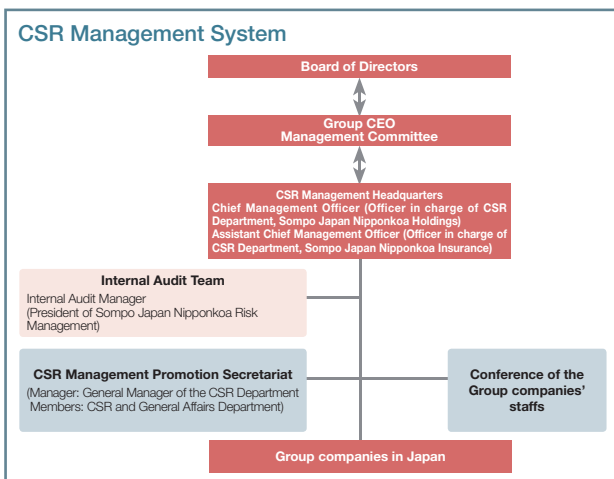 CSR Management System
Board of Directors
Group CEO
Management Committee
CSR Management Headquarters
Chief Management Officer (Officer in charge of CSR
Department, Sompo Japan Nipponkoa Holdings)
Assistant Chief Management Officer (Officer in charge of
CSR Department, Sompo Japan Nipponkoa Insurance)
Internal Audit Team
Internal Audit Manager
(President of Sompo Japan Nipponkoa Risk
Management)
CSR Management Promotion Secretariat
(Manager: General Manager of the CSR Department
Members: CSR and General Affairs Department)
Conference of the
Group companies’
staffs
Group companies in Japan